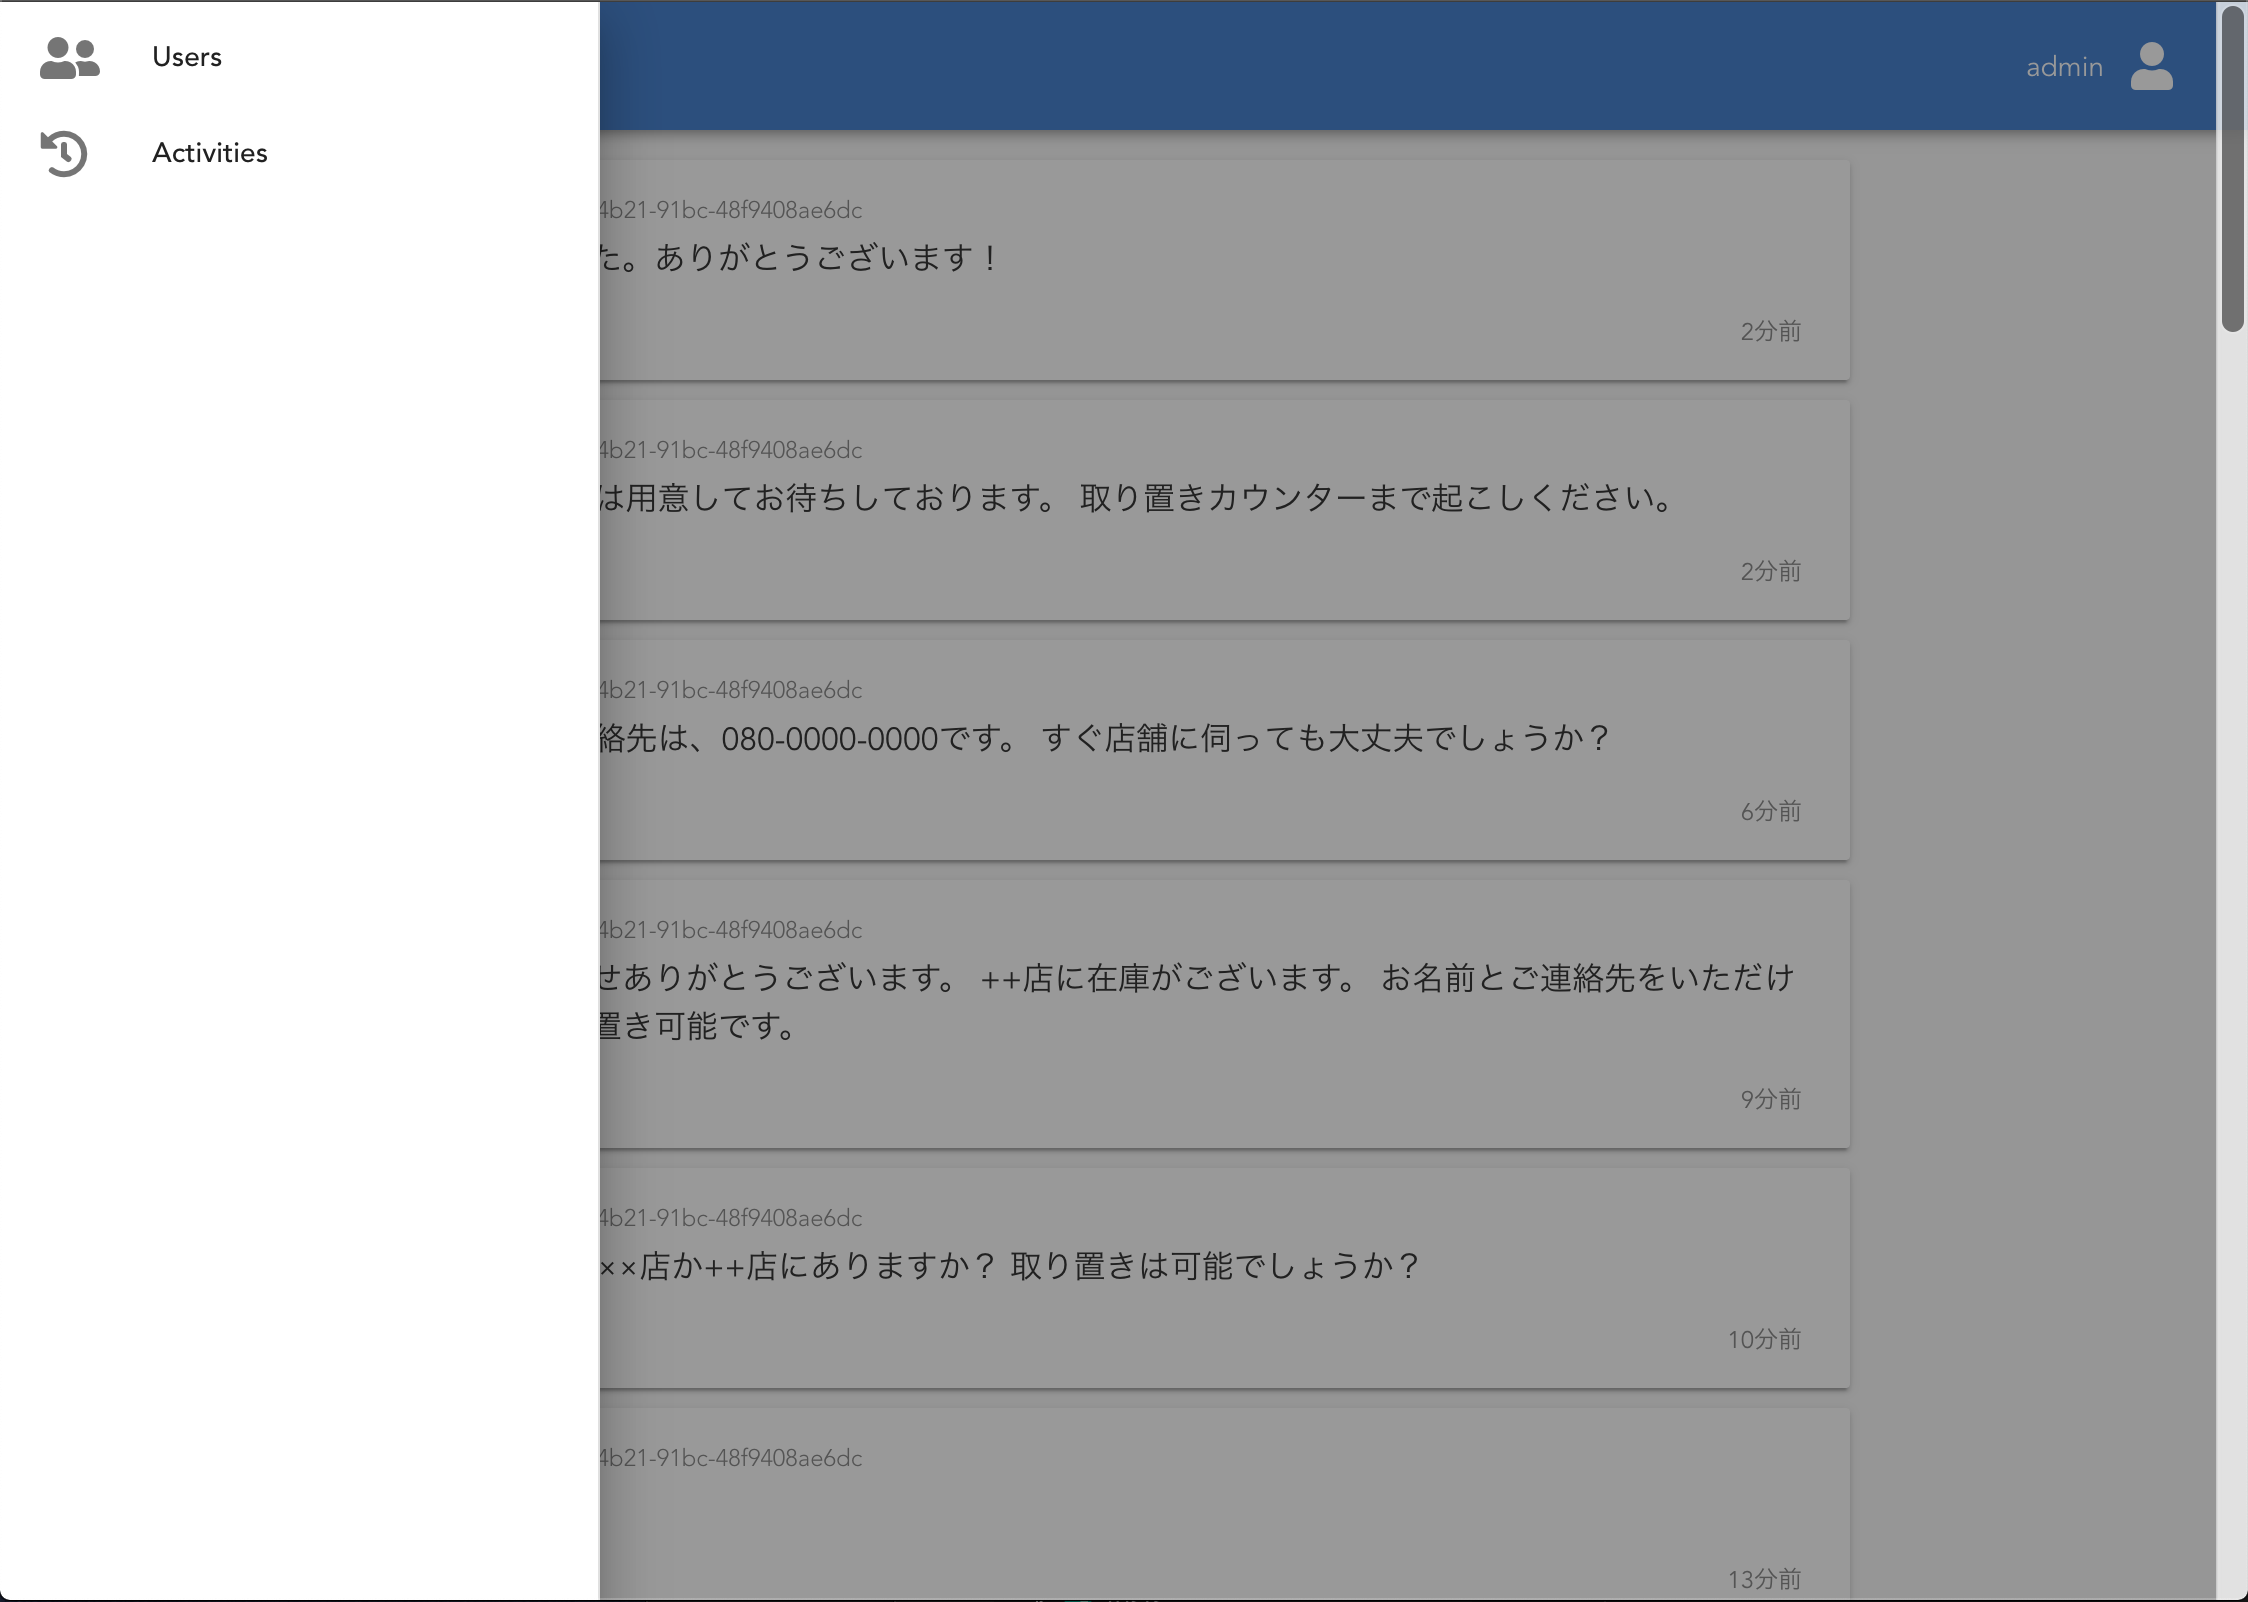 Users
Activities
admin
4b21-91bc-48f9408ae6dc
た。ありがとうございます！
2分前
4b21-91bc-48f9408ae6dc
は用意してお待ちしております。 取り置きカウンターまで起こしください。
2分前
4b21-91bc-48f9408ae6dc
絡先は、080-0000-0000です。 すぐ店舗に伺っても大丈夫でしょうか？
6分前
4b21-91bc-48f9408ae6dc
せありがとうございます。 ++店に在庫がございます。 お名前とご連絡先をいただけ
置き可能です。
9分前
4b21-91bc-48f9408ae6dc
××店か++店にありますか？ 取り置きは可能でしょうか？
10分前
4b21-91bc-48f9408ae6dc
13分前